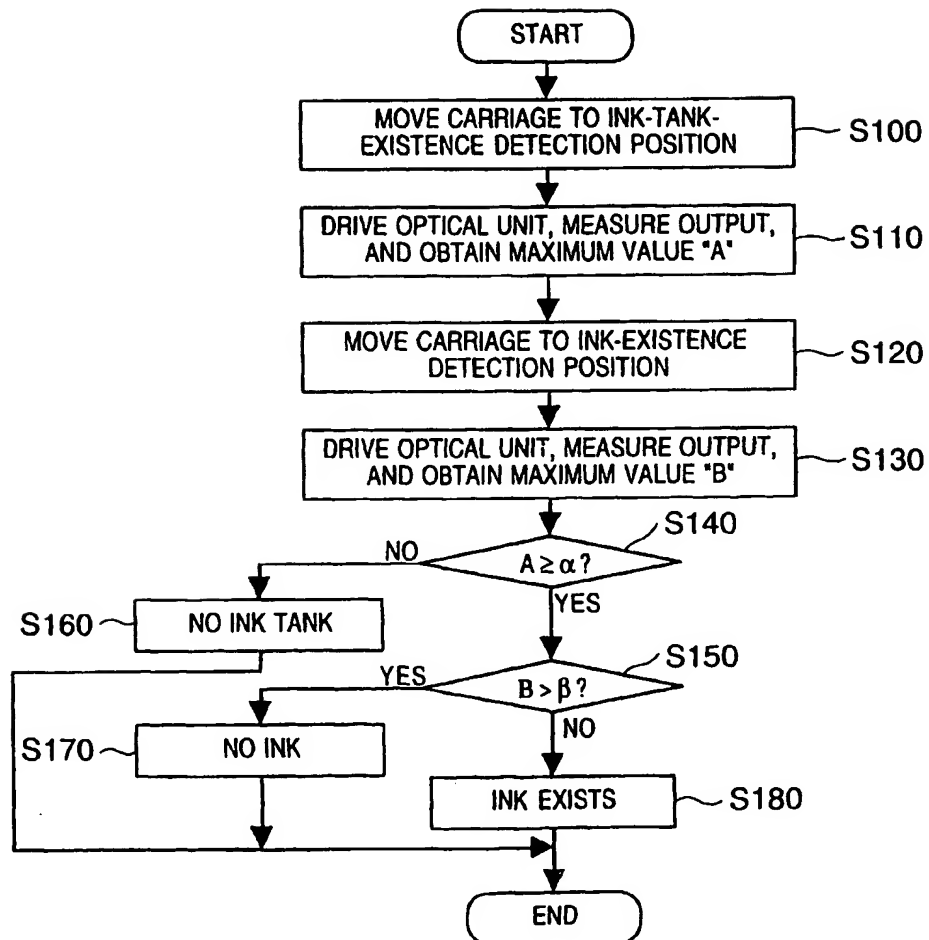 START
MOVE CARRIAGE TO INK-TANK-
EXISTENCE DETECTION POSITION
S100
DRIVE OPTICAL UNIT, MEASURE OUTPUT,
AND OBTAIN MAXIMUM VALUE "A"
S110
MOVE CARRIAGE TO INK-EXISTENCE
DETECTION POSITION
S120
DRIVE OPTICAL UNIT, MEASURE OUTPUT,
AND OBTAIN MAXIMUM VALUE "B"
S130
S140
NO
A ≥ α ?
YES
S160
NO INK TANK
S150
YES
B > β ?
NO
S170
NO INK
INK EXISTS
S180
END